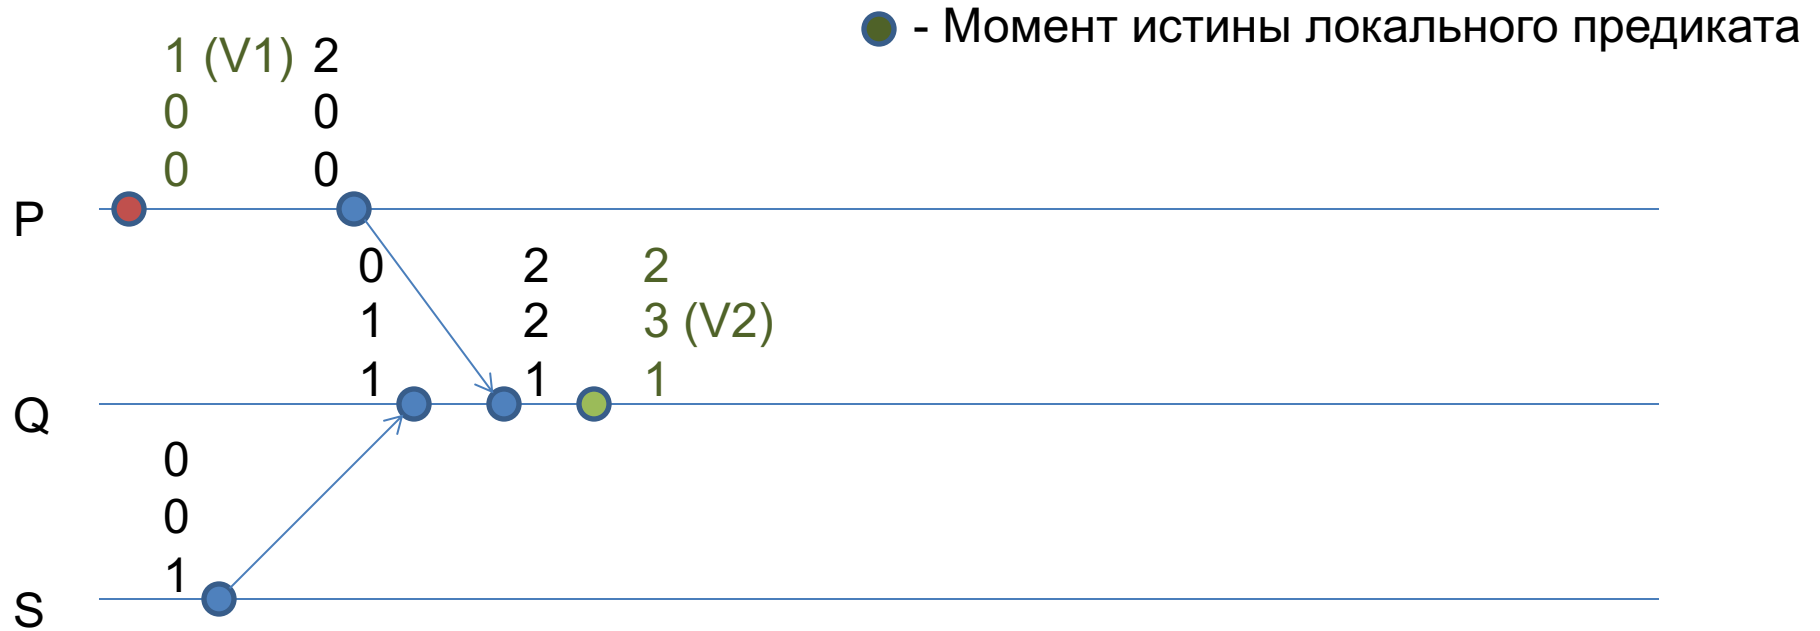 - Момент истины локального предиката
1 (V1) 2
0 0
0 0
P
0 2 2
1 2 3 (V2)
1 1 1
Q
0
0
1
S